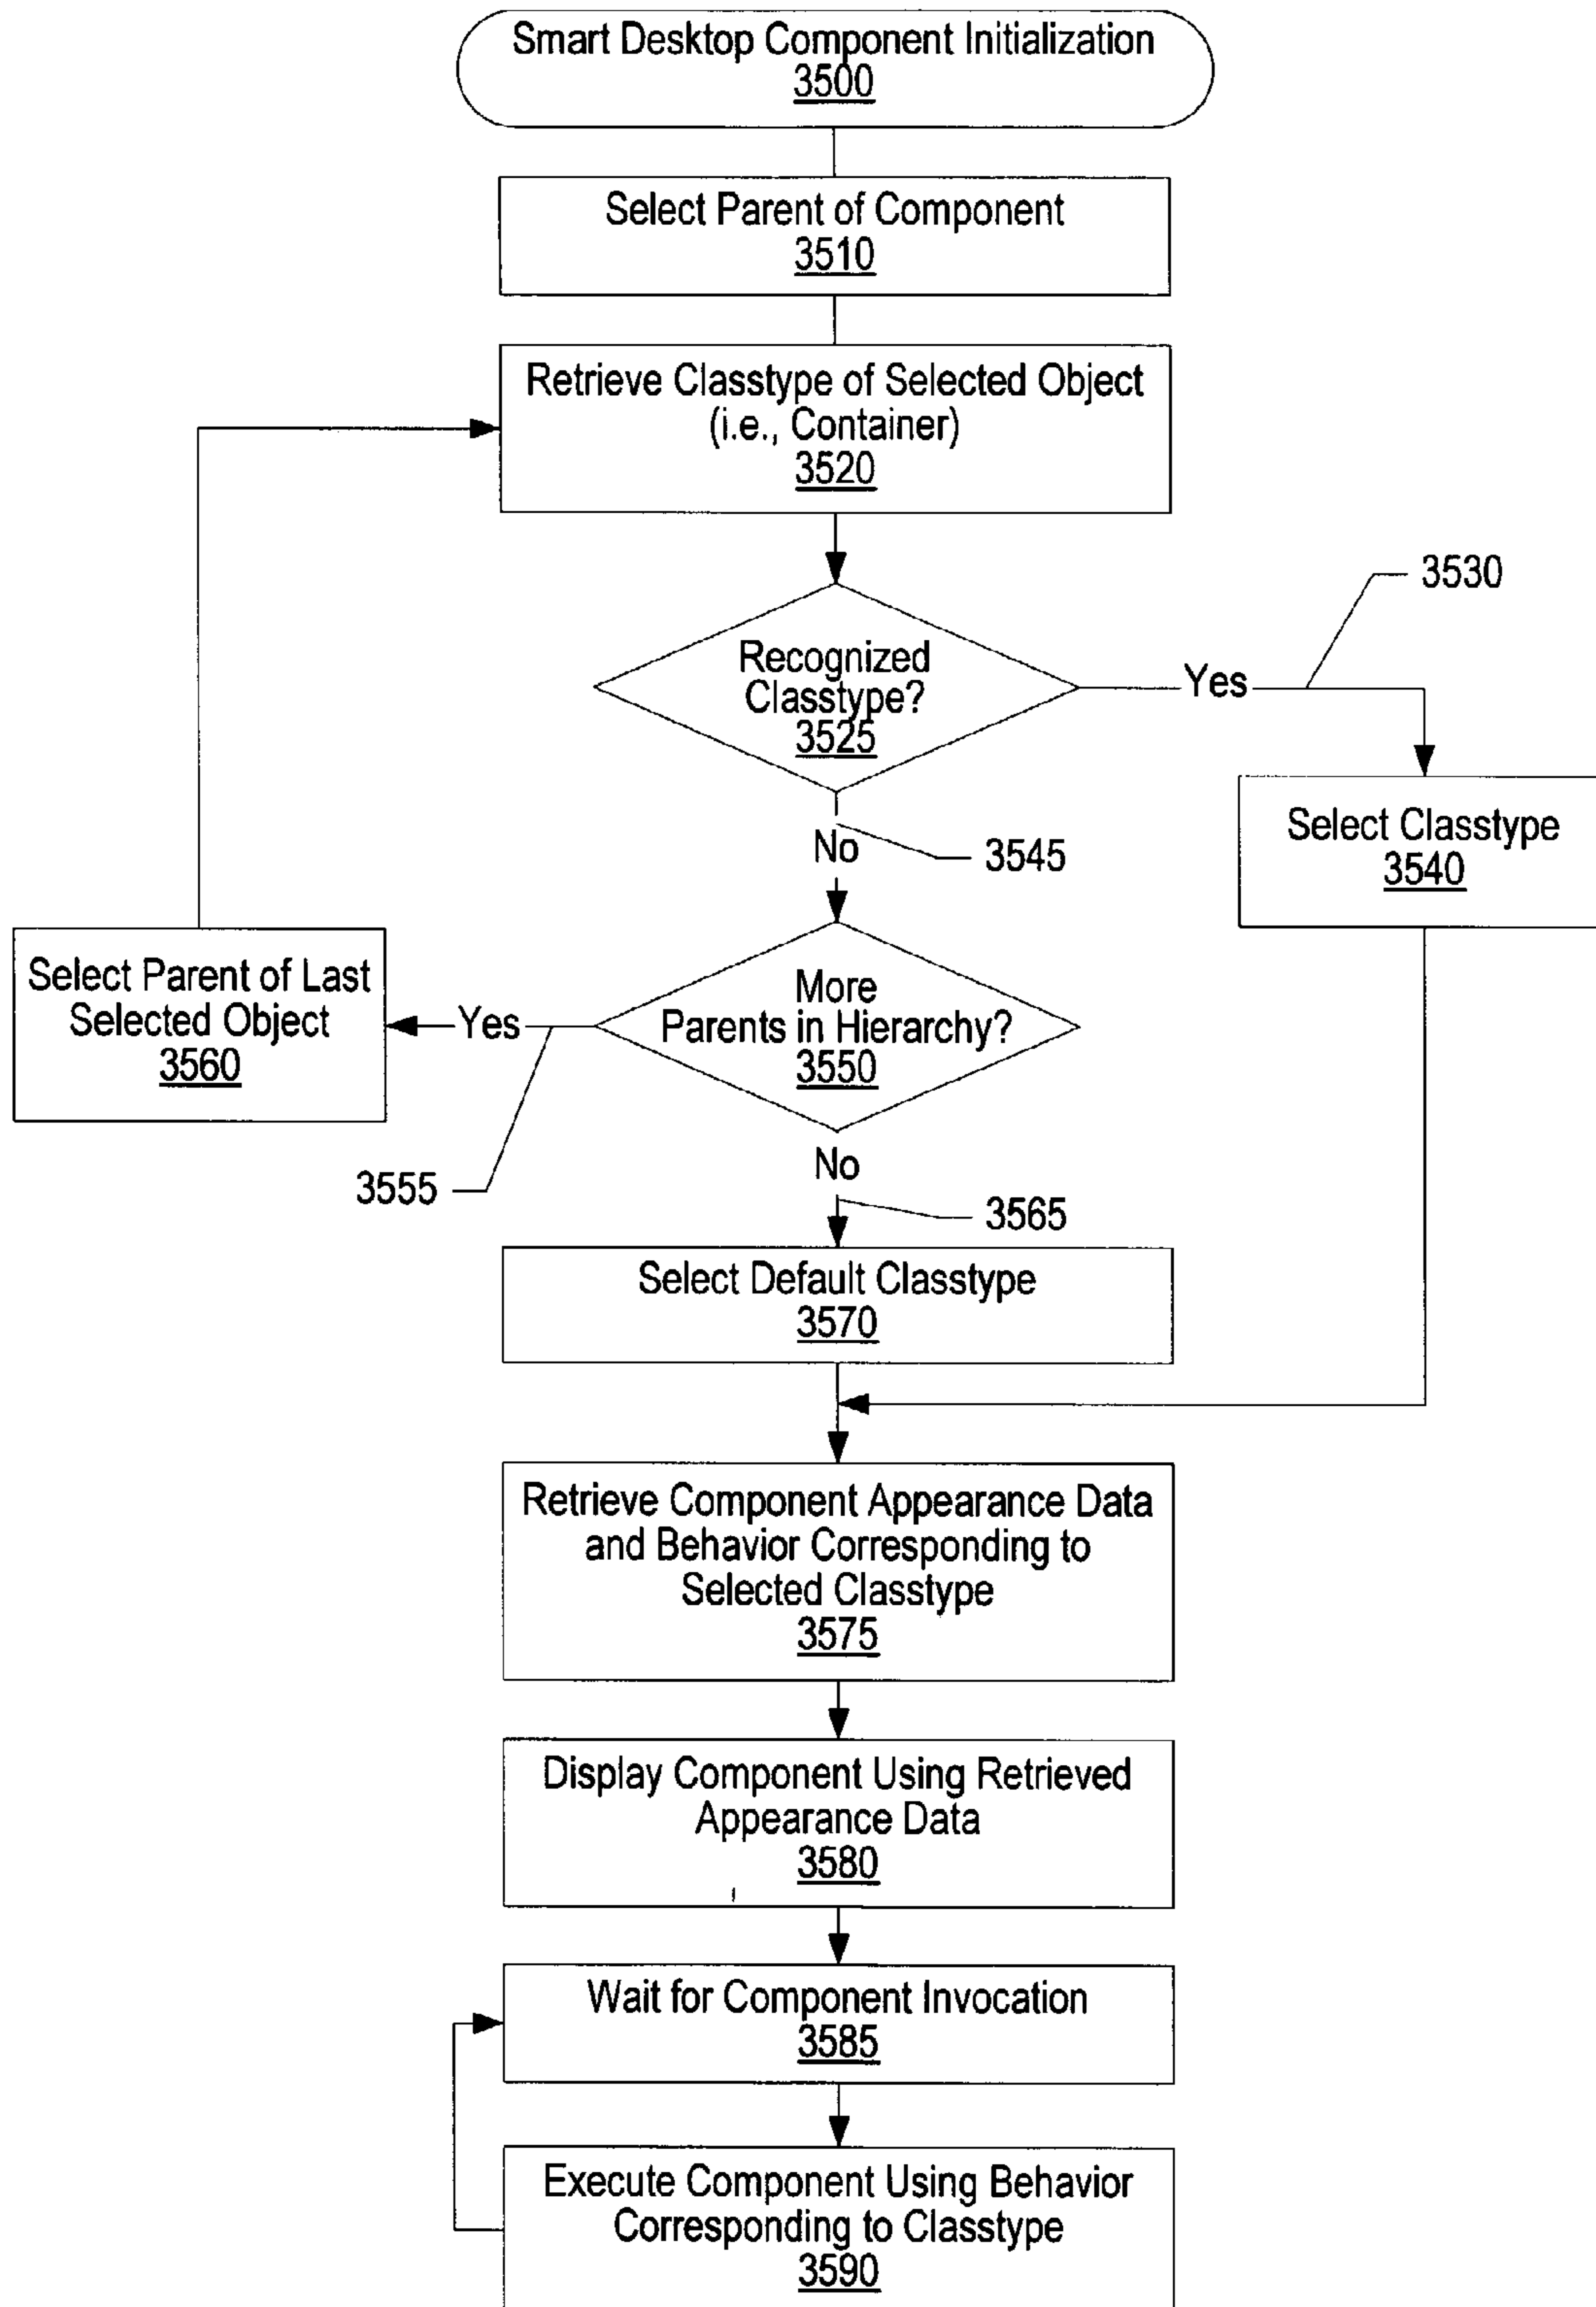 Smart Desktop Component Initialization
3500
Select Parent of Component
3510
Retrieve Classtype of Selected Object
(i.e., Container)
3520
Recognized
Classtype?
3525
Yes
3530
Select Classtype
3540
No
3545
More
Parents in Hierarchy?
3550
Yes
3555
Select Parent of Last
Selected Object
3560
No
3565
Select Default Classtype
3570
Retrieve Component Appearance Data
and Behavior Corresponding to
Selected Classtype
3575
Display Component Using Retrieved
Appearance Data
3580
Wait for Component Invocation
3585
Execute Component Using Behavior
Corresponding to Classtype
3590